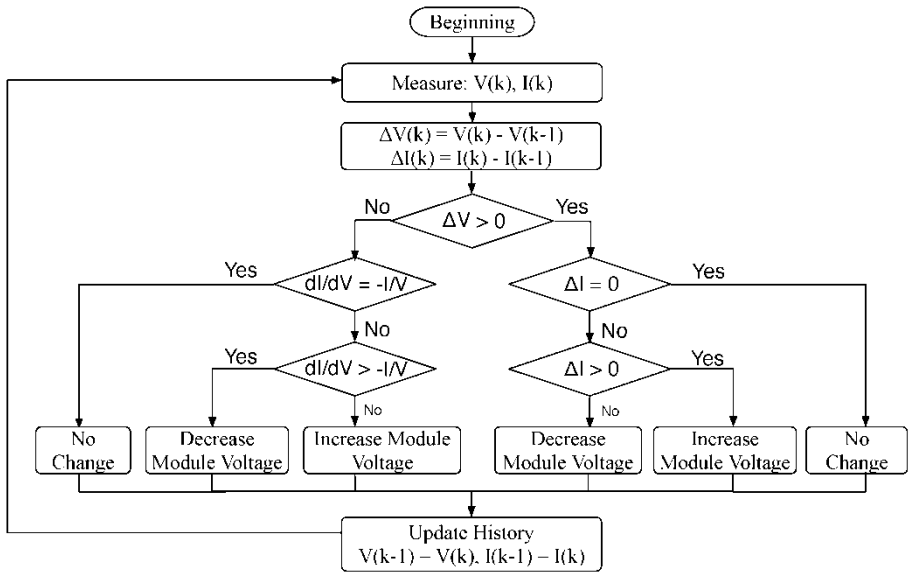 Beginning
Measure: V(k), I(k)
ΔV(k) = V(k) - V(k-1)
ΔI(k) = I(k) - I(k-1)
No
ΔV > 0
Yes
Yes
dI/dV = -I/V
ΔI = 0
Yes
No
No
Yes
dI/dV > -I/V
ΔI > 0
Yes
No
No
No
Change
Decrease
Module Voltage
Increase Module
Voltage
Decrease
Module Voltage
Increase
Module Voltage
No
Change
Update History
V(k-1) – V(k), I(k-1) – I(k)